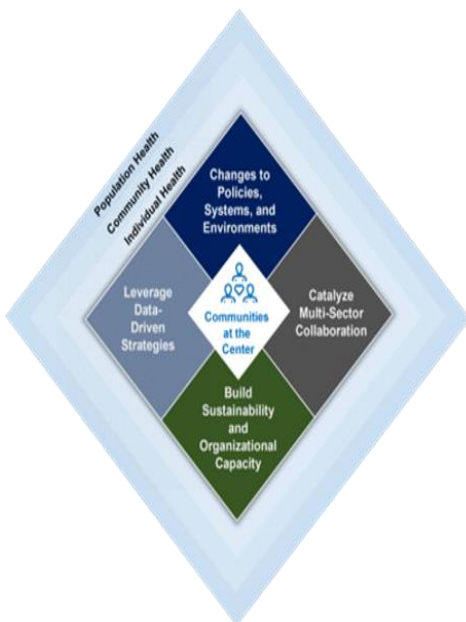 Population Health
Community Health
Individual Health
Changes to
Policies,
Systems, and
Environments
Leverage
Data-
Driven
Strategies
Communities
at the
Center
Catalyze
Multi-Sector
Collaboration
Build
Sustainability
and
Organizational
Capacity